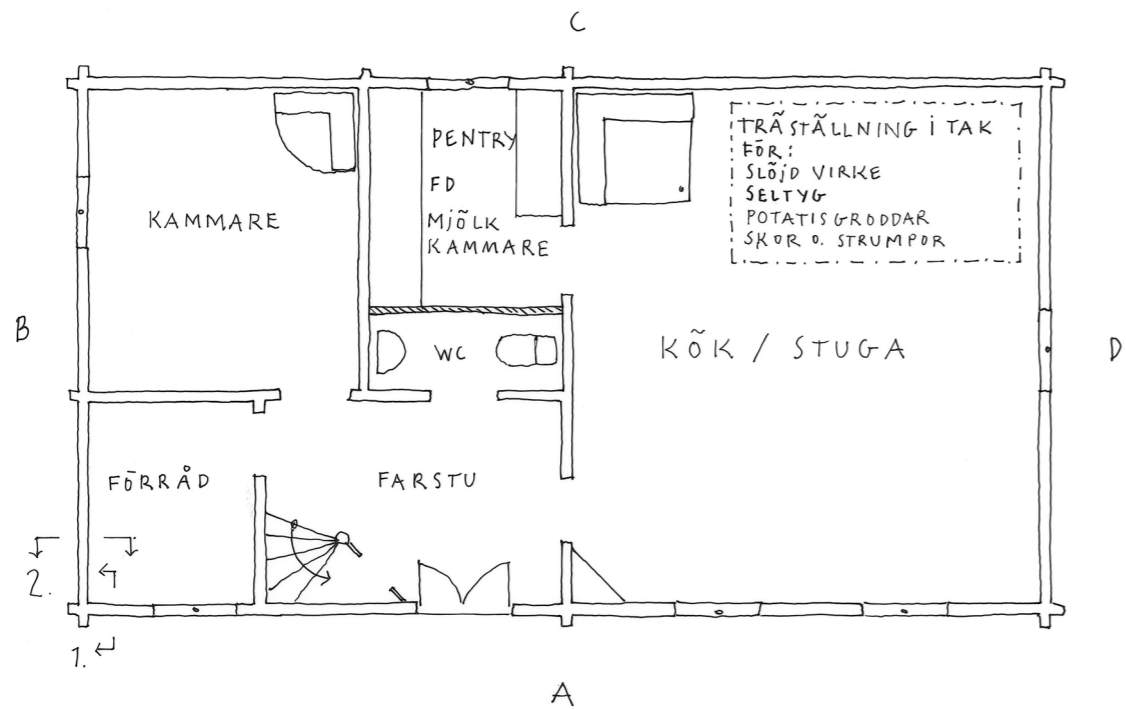 C
PENTRY
FD
MJÖLK
KAMMARE
TRÄSTÄLLNING I TAK
FÖR:
SLÖJD VIRKE
SELTYG
POTATISGRODDAR
SKOR O. STRUMPOR
KAMMARE
B
WC
KÖK / STUGA
D
FÖRRÅD
FARSTU
2.
1.
A